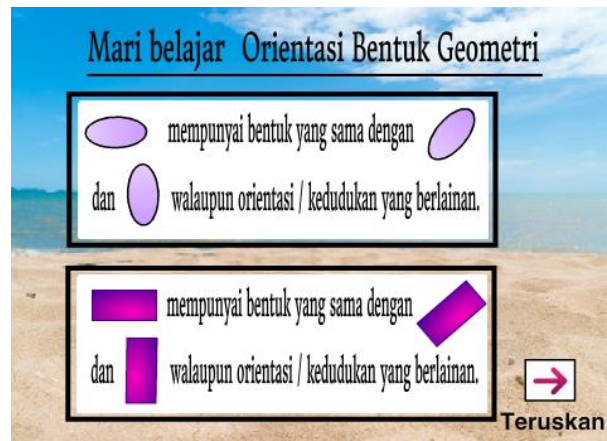 Mari belajar Orientasi Bentuk Geometri
mempunyai bentuk yang sama dengan
dan walaupun orientasi / kedudukan yang berlainan.
mempunyai bentuk yang sama dengan
dan walaupun orientasi / kedudukan yang berlainan.
Teruskan